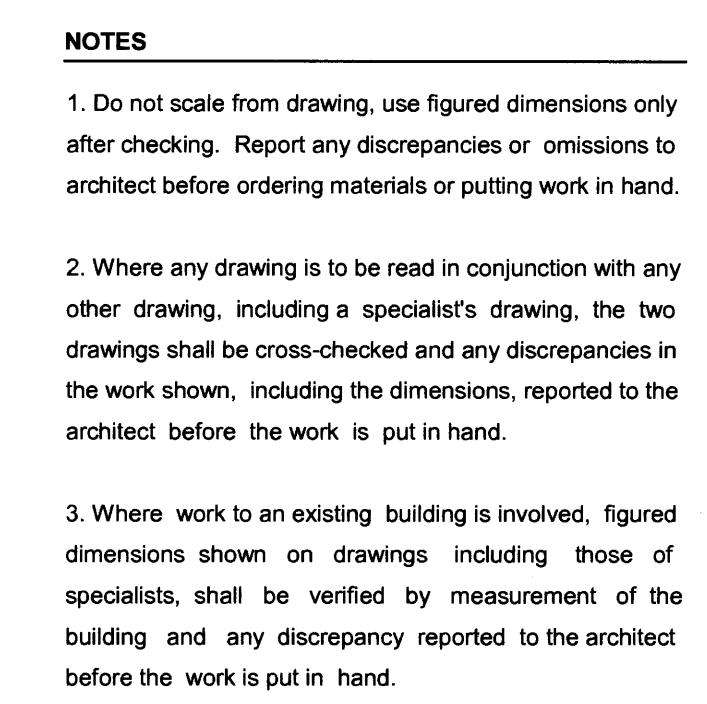 NOTES
1. Do not scale from drawing, use figured dimensions only
after checking. Report any discrepancies or omissions to
architect before ordering materials or putting work in hand.
2. Where any drawing is to be read in conjunction with any
other drawing, including a specialist's drawing, the two
drawings shall be cross-checked and any discrepancies in
the work shown, including the dimensions, reported to the
architect before the work is put in hand.
3. Where work to an existing building is involved, figured
dimensions shown on drawings including those of
specialists, shall be verified by measurement of the
building and any discrepancy reported to the architect
before the work is put in hand.